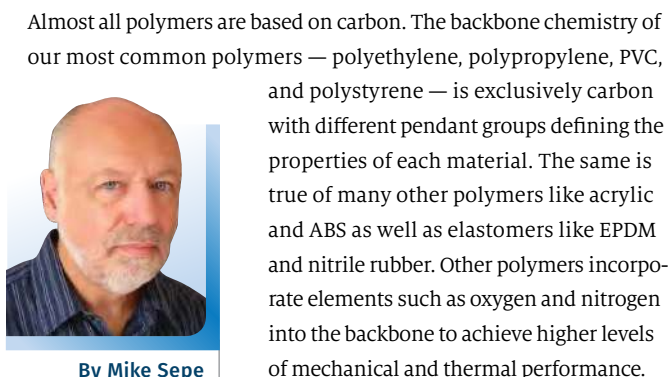 Almost all polymers are based on carbon. The backbone chemistry of
our most common polymers — polyethylene, polypropylene, PVC,
and polystyrene — is exclusively carbon
with different pendant groups defining the
properties of each material. The same is
true of many other polymers like acrylic
and ABS as well as elastomers like EPDM
and nitrile rubber. Other polymers incorpo-
rate elements such as oxygen and nitrogen
into the backbone to achieve higher levels
of mechanical and thermal performance.
By Mike Sepe